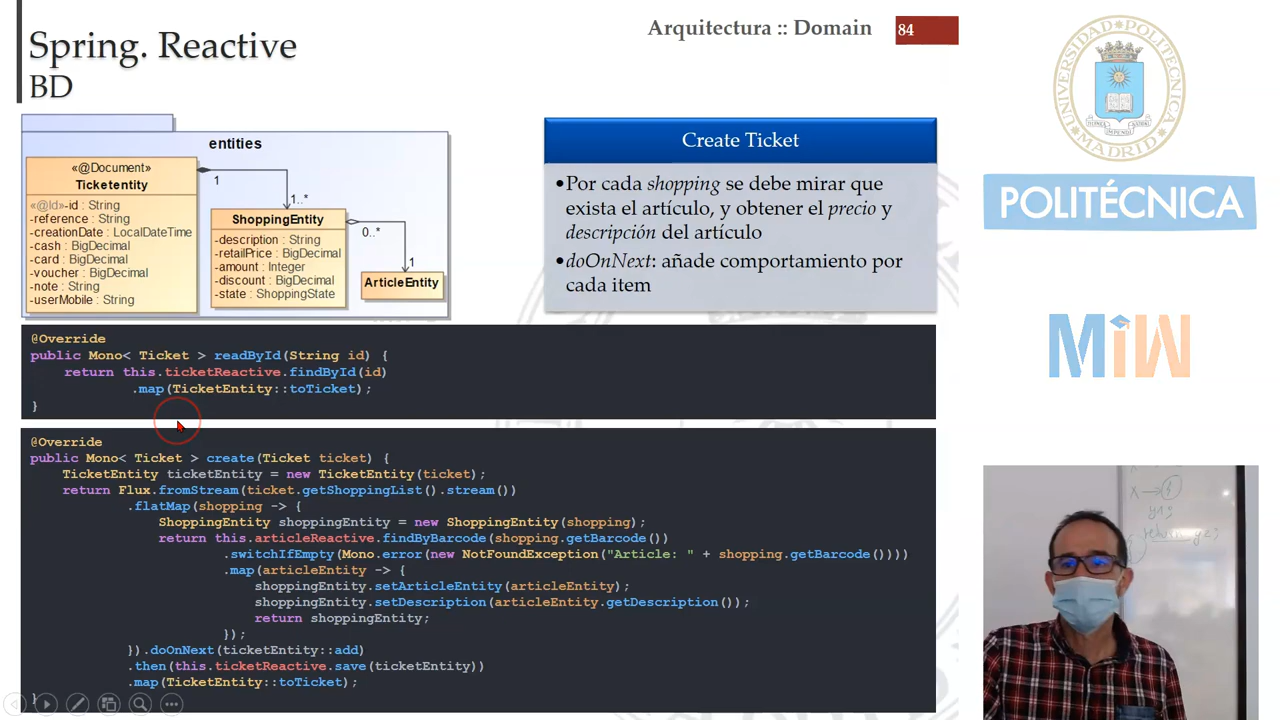 Spring. Reactive
BD
Arquitectura :: Domain
84
entities
«@Document»
Ticketentity
«@Id»-id : String
-reference : String
-creationDate : LocalDateTime
-cash : BigDecimal
-card : BigDecimal
-voucher : BigDecimal
-note : String
-userMobile : String
1
1..*
ShoppingEntity
-description : String
-retailPrice : BigDecimal
-amount : Integer
-discount : BigDecimal
-state : ShoppingState
0..*
1
ArticleEntity
Create Ticket
•Por cada shopping se debe mirar que
exista el artículo, y obtener el precio y
descripción del artículo
•doOnNext: añade comportamiento por
cada item
@Override
public Mono< Ticket > readById(String id) {
return this.ticketReactive.findById(id)
.map(TicketEntity::toTicket);
}
@Override
public Mono< Ticket > create(Ticket ticket) {
TicketEntity ticketEntity = new TicketEntity(ticket);
return Flux.fromStream(ticket.getShoppingList().stream())
.flatMap(shopping -> {
ShoppingEntity shoppingEntity = new ShoppingEntity(shopping);
return this.articleReactive.findByBarcode(shopping.getBarcode())
.switchIfEmpty(Mono.error(new NotFoundException("Article: " + shopping.getBarcode())))
.map(articleEntity -> {
shoppingEntity.setArticleEntity(articleEntity);
shoppingEntity.setDescription(articleEntity.getDescription());
return shoppingEntity;
});
}).doOnNext(ticketEntity::add)
.then(this.ticketReactive.save(ticketEntity))
.map(TicketEntity::toTicket);
}
UNIVERSIDAD POLITECNICA
MADRID
POLITÉCNICA
MiW